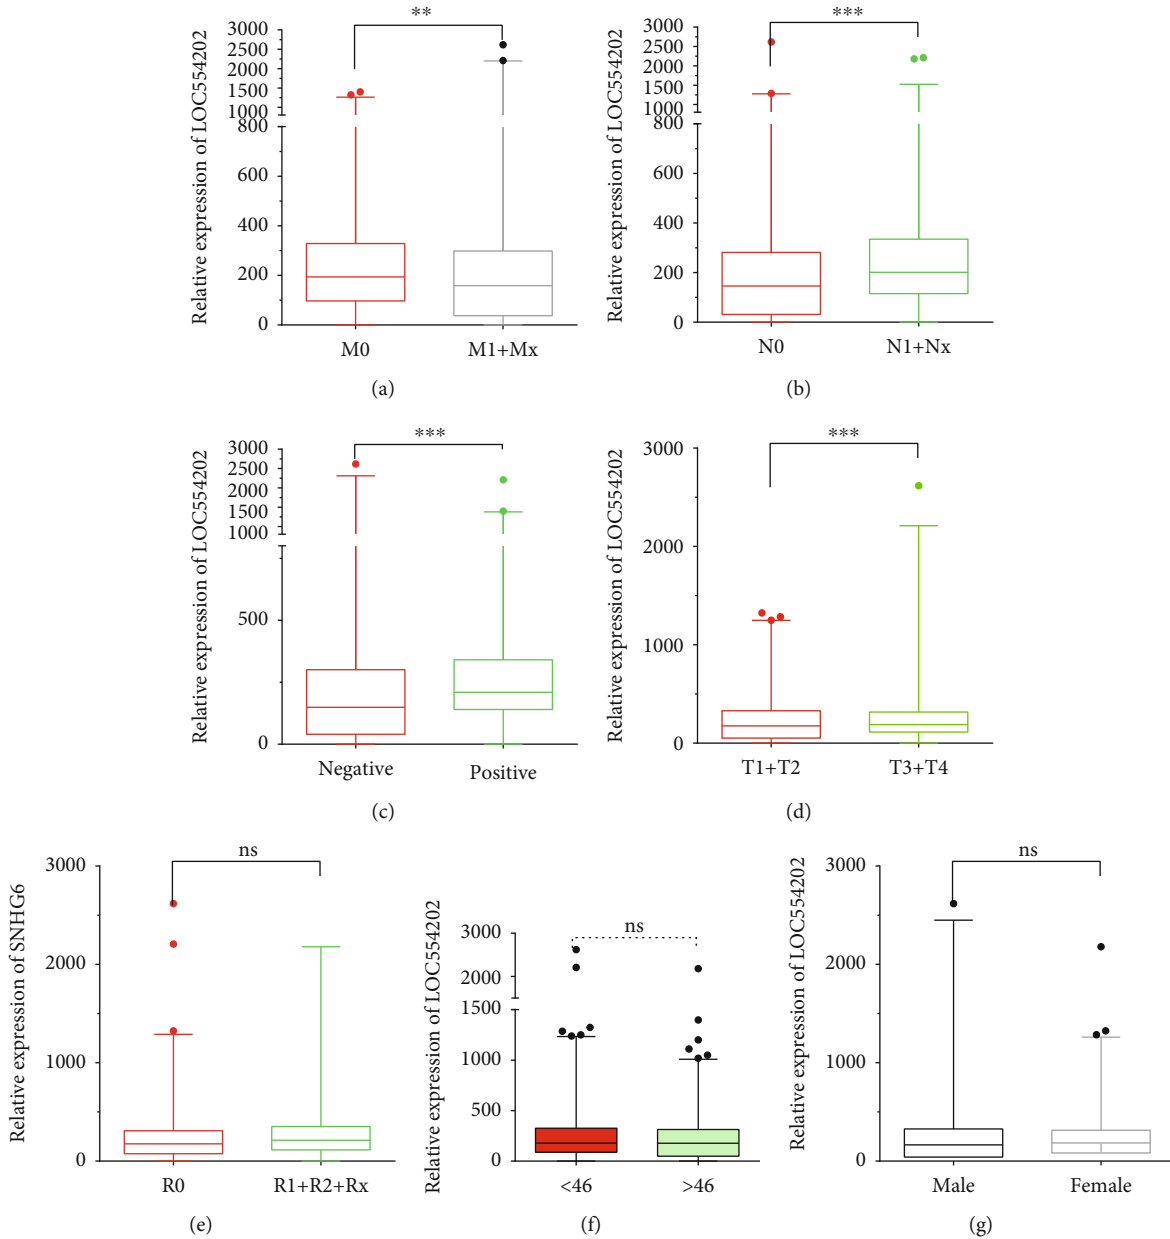 **
Relative expression of LOC554202
3000
2500
2000
1500
1000
800
600
400
200
0
M0 M1+Mx
(a)
***
Relative expression of LOC554202
3000
2500
2000
1500
1000
800
600
400
200
0
N0 N1+Nx
(b)
***
Relative expression of LOC554202
3000
2500
2000
1500
1000
500
0
Negative Positive
(c)
***
Relative expression of LOC554202
3000
2000
1000
0
T1+T2 T3+T4
(d)
ns
Relative expression of SNHG6
3000
2000
1000
0
R0 R1+R2+Rx
(e)
ns
Relative expression of LOC554202
3000
2000
1500
1000
500
0
<46 >46
(f)
ns
Relative expression of LOC554202
3000
2000
1000
0
Male Female
(g)